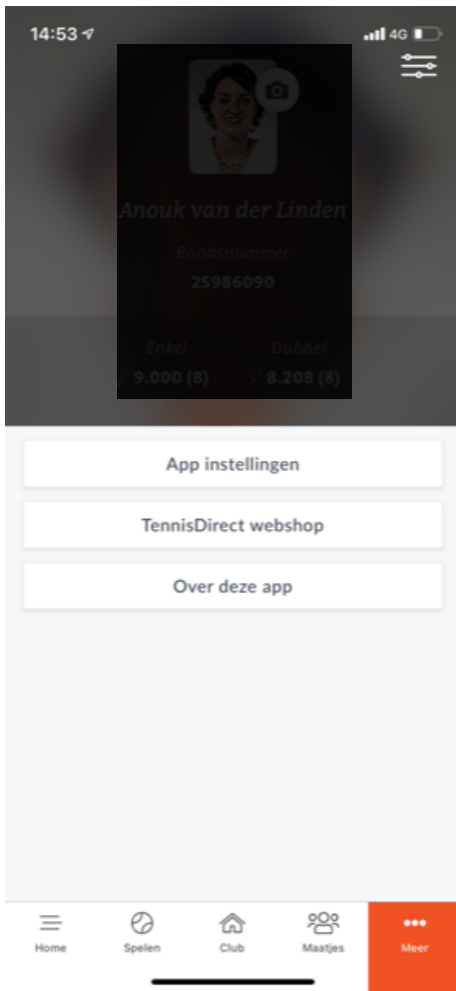 14:53
4G
Anouk van der Linden
Bondsnummer
25986090
Enkel Dubbel
9.000 (8) 8.208 (8)
App instellingen
TennisDirect webshop
Over deze app
Home Spelen Club Maatjes Meer